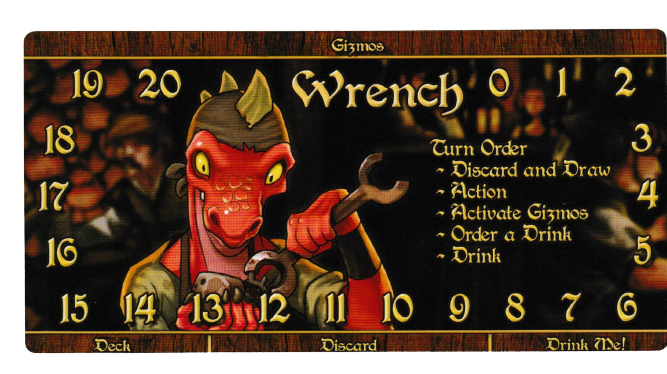 Gizmos
19 20 Wrench 0 1 2
18 3
17 4
16 5
Turn Order
- Discard and Draw
- Action
- Activate Gizmos
- Order a Drink
- Drink
15 14 13 12 11 10 9 8 7 6
Deck Discard Drink Me!